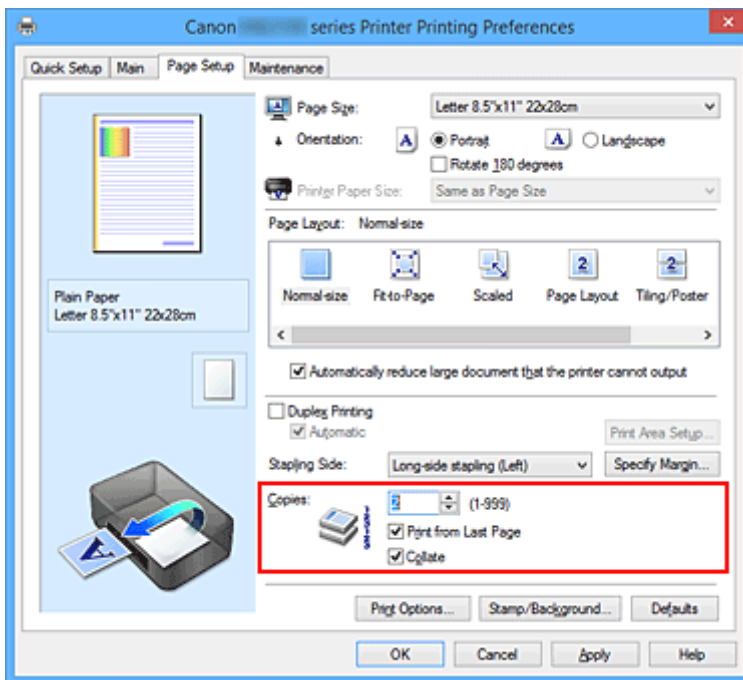 Canon series Printer Printing Preferences
Quick Setup Main Page Setup Maintenance
Page Size: Letter 8.5"x11" 22x28cm
Orientation: A Portrait A Landscape
Rotate 180 degrees
Printer Paper Size: Same as Page Size
Page Layout: Normal-size
Normal-size Fit-to-Page Scaled Page Layout Tiling/Poster
Plain Paper
Letter 8.5"x11" 22x28cm
Automatically reduce large document that the printer cannot output
Duplex Printing
Automatic
Print Area Setup...
Stapling Side: Long-side stapling (Left) Specify Margin...
Copies: 2 (1-999)
Print from Last Page
Collate
Print Options... Stamp/Background... Defaults
OK Cancel Apply Help